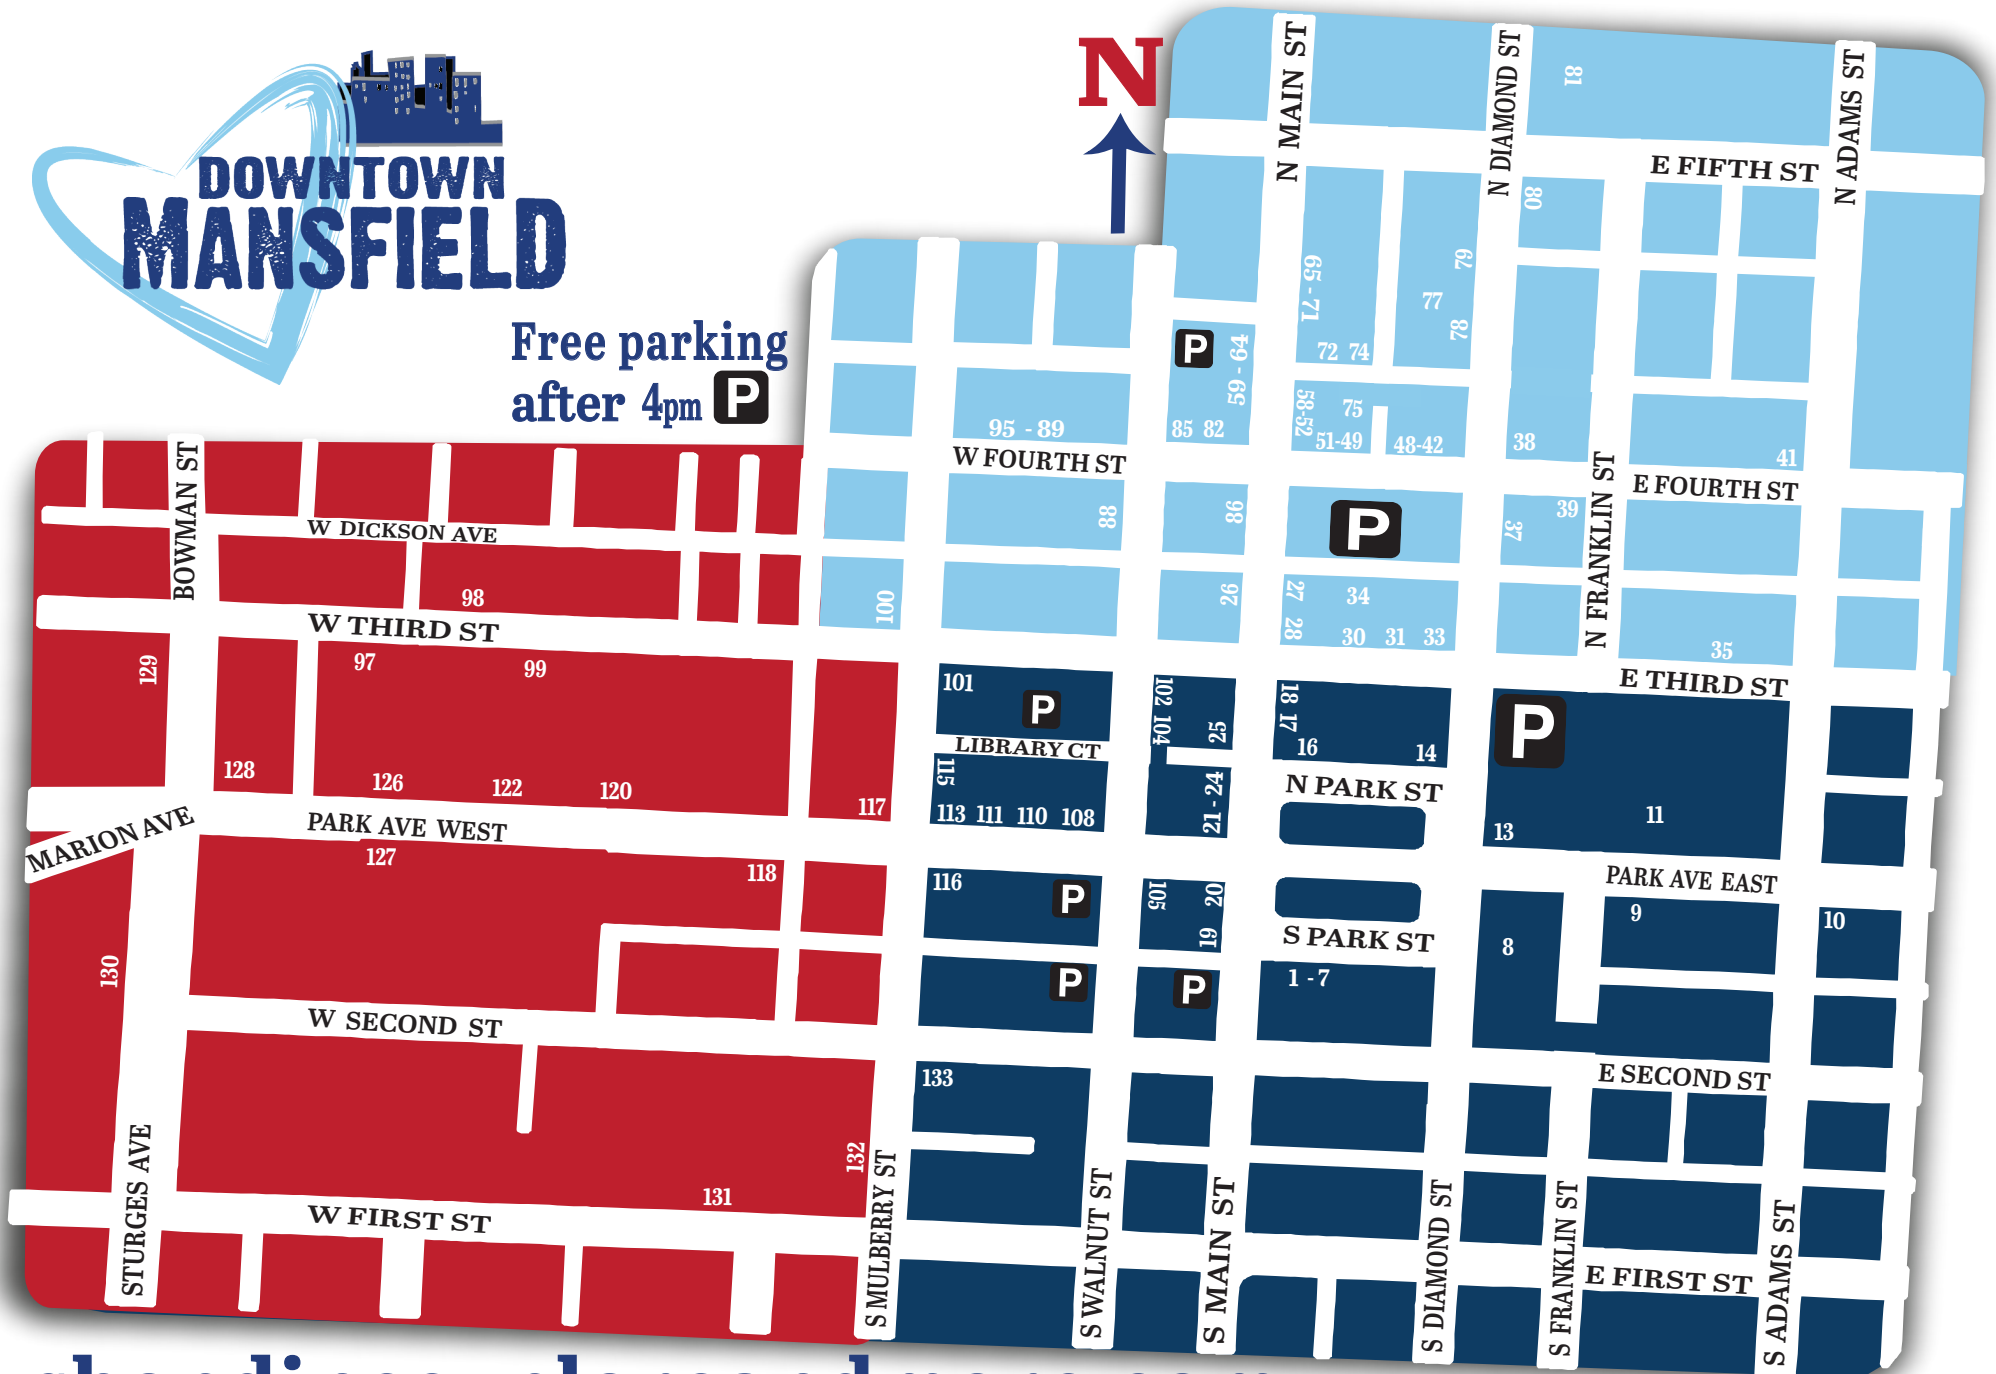 DOWNTOWN
MANSFIELD
Free parking
after 4pm P
N
N MAIN ST
N DIAMOND ST
N ADAMS ST
81
E FIFTH ST
80
65 - 71
79
77
78
72 74
P
59 - 64
85 82
58-52
75
51-49
48-42
38
41
95 - 89
W FOURTH ST
E FOURTH ST
N FRANKLIN ST
88
86
P
37
39
100
26
27
28
34
30 31 33
35
E THIRD ST
BOWMAN ST
W DICKSON AVE
98
W THIRD ST
97
99
129
128
126
122
120
117
MARION AVE
PARK AVE WEST
127
118
130
W SECOND ST
132
131
W FIRST ST
STURGES AVE
101
P
LIBRARY CT
102 104
25
115
113 111 110 108
21 - 24
18 17
16
14
N PARK ST
P
13
11
PARK AVE EAST
116
P
105
20
19
S PARK ST
8
9
10
P
P
1 - 7
133
E SECOND ST
S MULBERRY ST
S WALNUT ST
S MAIN ST
S DIAMOND ST
S FRANKLIN ST
S ADAMS ST
E FIRST ST